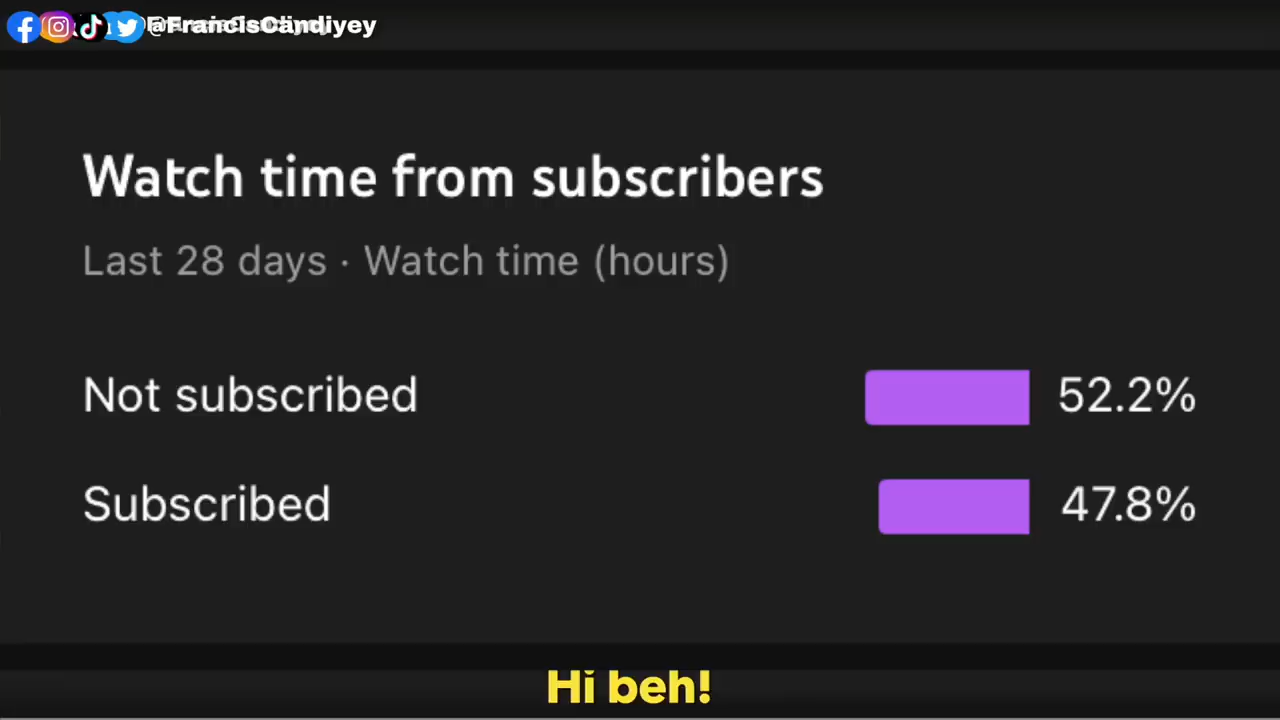 @FrancisCandiyey
Watch time from subscribers
Last 28 days · Watch time (hours)
Not subscribed 52.2%
Subscribed 47.8%
Hi beh!